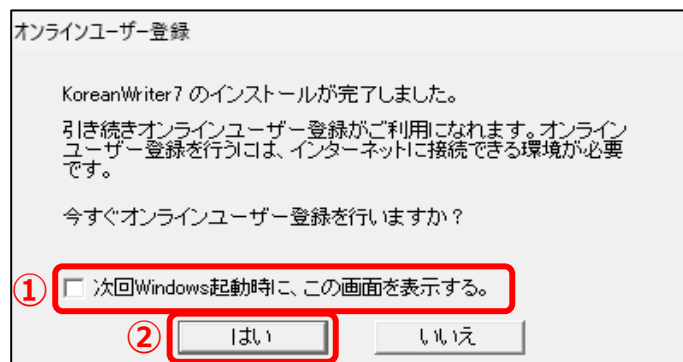 オンラインユーザー登録
KoreanWriter7 のインストールが完了しました。
引き続きオンラインユーザー登録がご利用になれます。オンライン
ユーザー登録を行うには、インターネットに接続できる環境が必要
です。
今すぐオンラインユーザー登録を行いますか?
① 次回Windows起動時に、この画面を表示する。
② はい いいえ